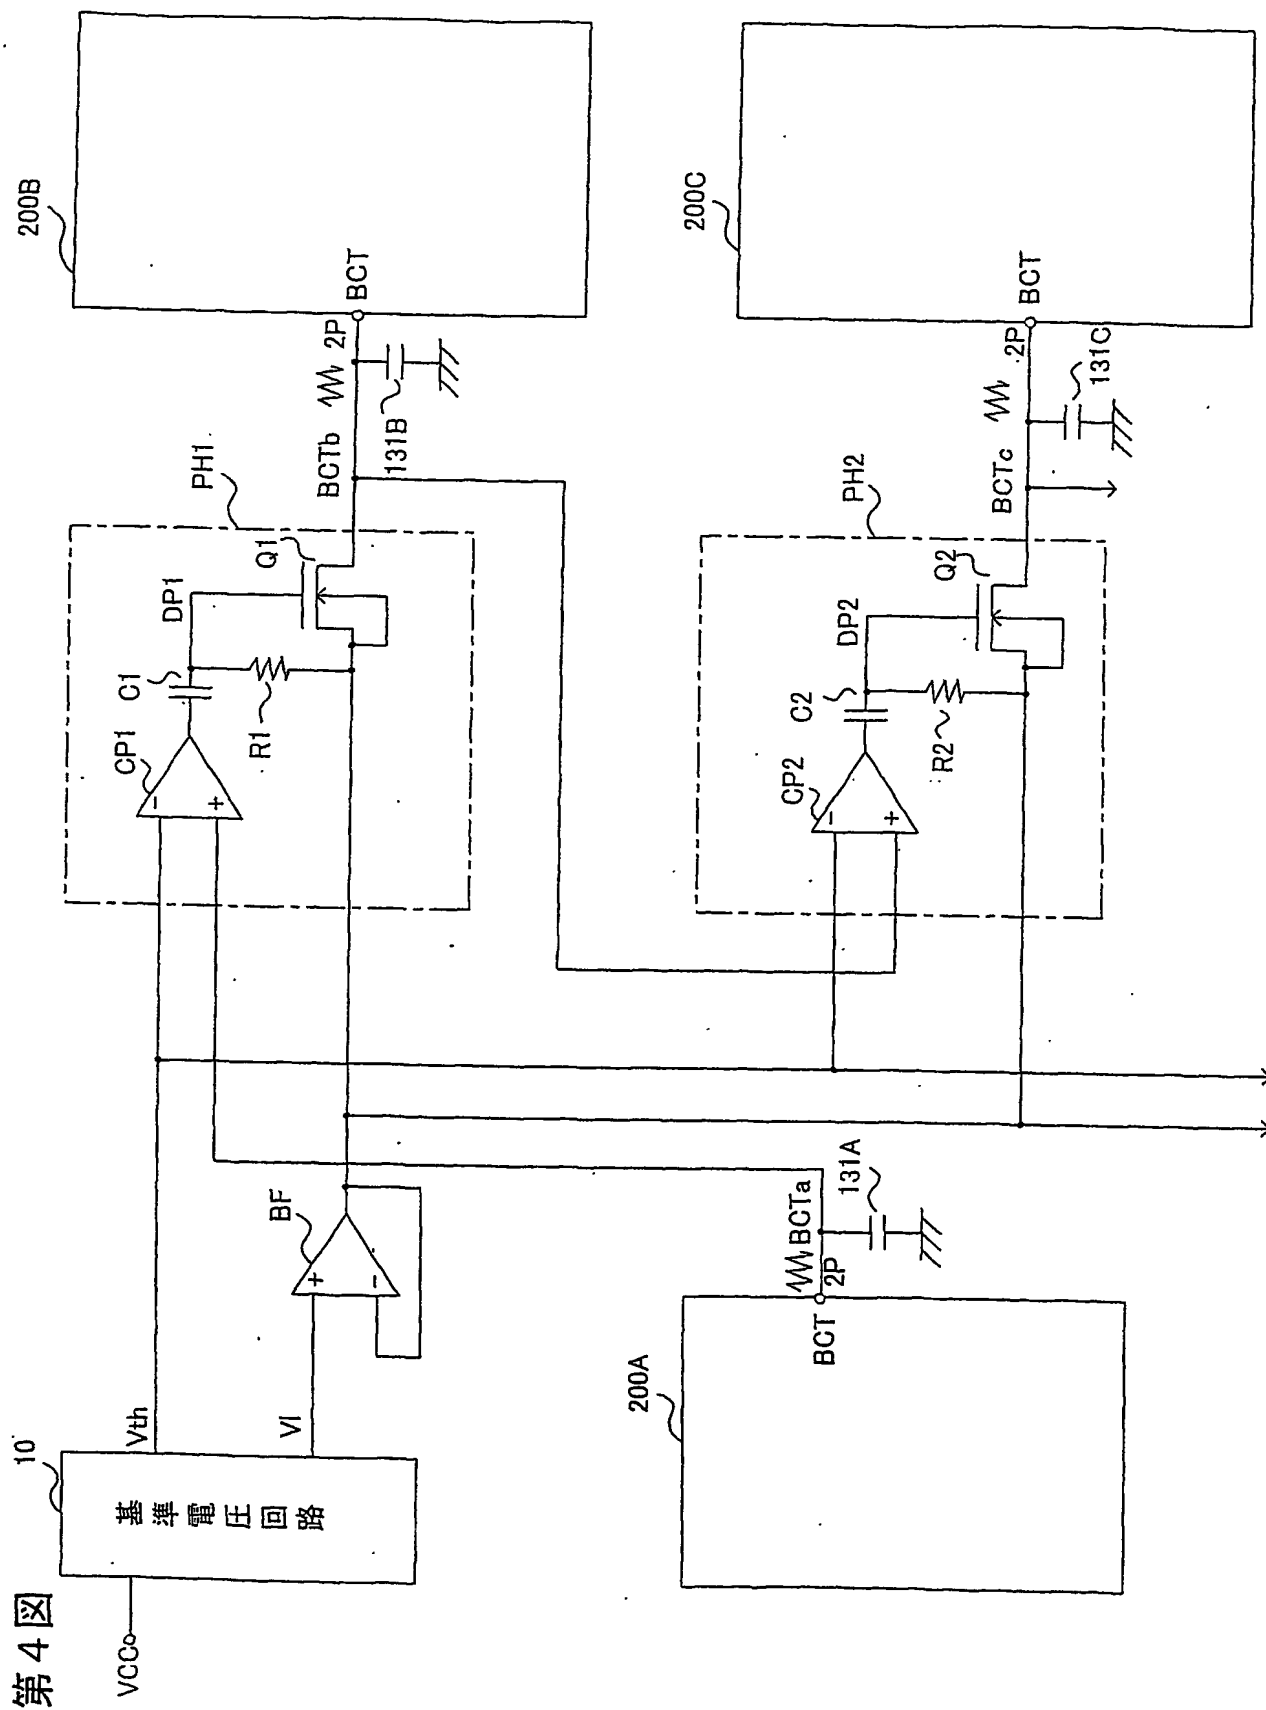 第4図
VCC
10
基準電圧回路
Vth
VI
BF
PH1
CP1
-
+
C1
R1
DP1
Q1
BCTb
131B
2P
BCT
200B
+
-
200A
BCT
2P
BCTa
131A
PH2
CP2
-
+
C2
R2
DP2
Q2
BCTc
131C
2P
BCT
200C